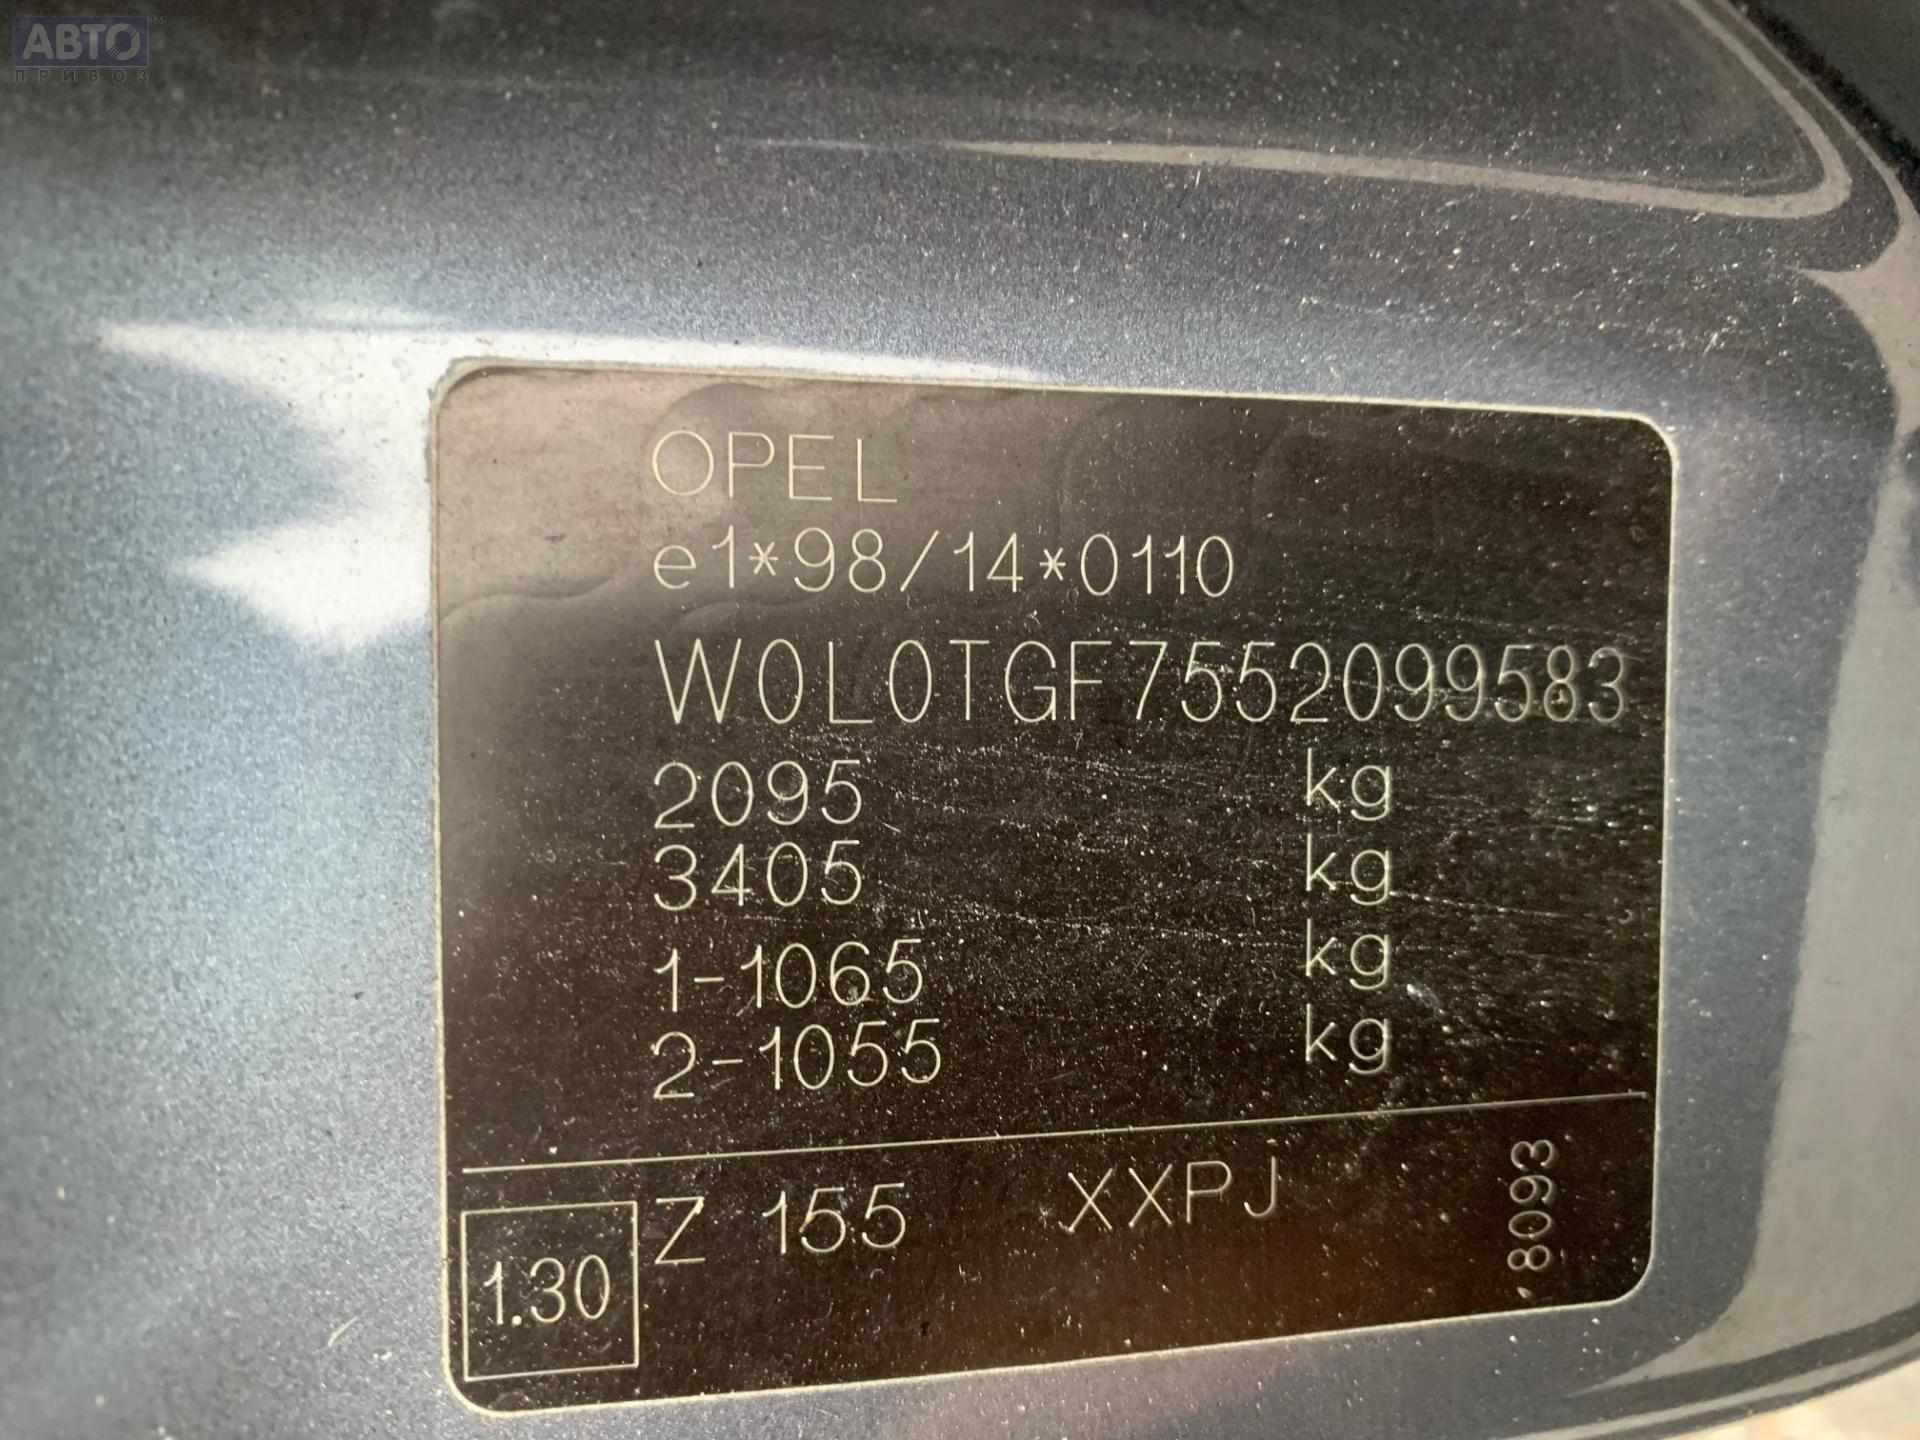 АВТО
ПРИВОЗ
OPEL
e1*98/14*0110
W0L0TGF7552099583
2095 kg
3405 kg
1-1065 kg
2-1055 kg
1.30 Z 155 XXPJ 8093